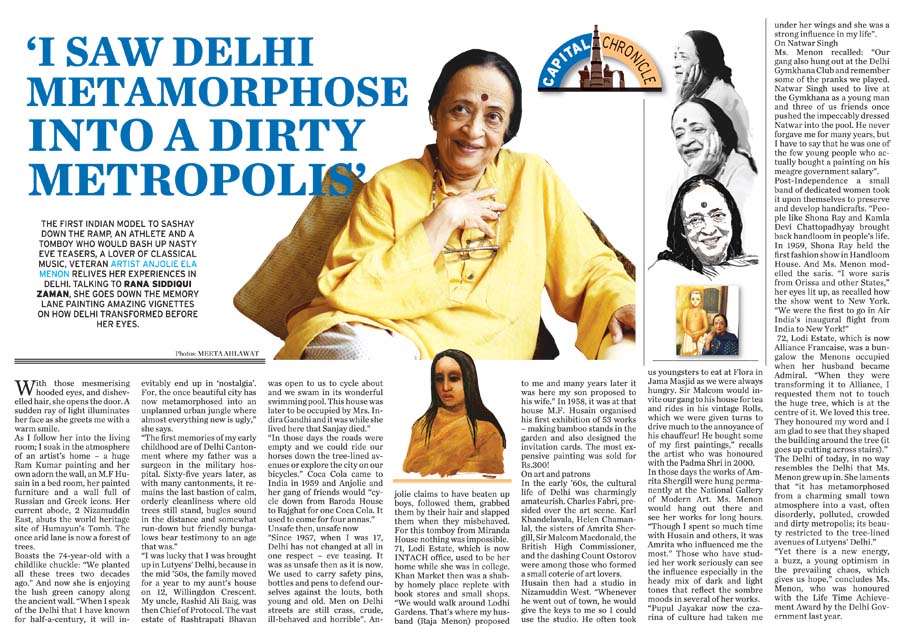 ‘I SAW DELHI
METAMORPHOSE
INTO A DIRTY
METROPOLIS’
CAPITAL CHRONICLE
THE FIRST INDIAN MODEL TO SASHAY
DOWN THE RAMP, AN ATHLETE AND A
TOMBOY WHO WOULD BASH UP NASTY
EVE TEASERS, A LOVER OF CLASSICAL
MUSIC, VETERAN ARTIST ANJOLIE ELA
MENON RELIVES HER EXPERIENCES IN
DELHI. TALKING TO RANA SIDDIQUI
ZAMAN, SHE GOES DOWN THE MEMORY
LANE PAINTING AMAZING VIGNETTES
ON HOW DELHI TRANSFORMED BEFORE
HER EYES.
Photos: MEETA AHLAWAT
With those mesmerising
hooded eyes, and dishev-
elled hair, she opens the door. A
sudden ray of light illuminates
her face as she greets me with a
warm smile.
As I follow her into the living
room; I soak in the atmosphere
of an artist's home – a huge
Ram Kumar painting and her
own adorn the wall, an M.F Hu-
sain in a bed room, her painted
furniture and a wall full of
Russian and Greek icons. Her
current abode, 2 Nizamuddin
East, abuts the world heritage
site of Humayun's Tomb. The
once arid lane is now a forest of
trees.
Boasts the 74-year-old with a
childlike chuckle: “We planted
all these trees two decades
ago.” And now she is enjoying
the lush green canopy along
the ancient wall. “When I speak
of the Delhi that I have known
for half-a-century, it will in-
evitably end up in ‘nostalgia’.
For, the once beautiful city has
now metamorphosed into an
unplanned urban jungle where
almost everything new is ugly,”
she says.
“The first memories of my early
childhood are of Delhi Canton-
ment where my father was a
surgeon in the military hos-
pital. Sixty-five years later, as
with many cantonments, it re-
mains the last bastion of calm,
orderly cleanliness where old
trees still stand, bugles sound
in the distance and somewhat
run-down but friendly bunga-
lows bear testimony to an age
that was.”
“I was lucky that I was brought
up in Lutyens' Delhi, because in
the mid '50s, the family moved
for a year to my aunt's house
on 12, Willingdon Crescent.
My uncle, Rashid Ali Baig, was
then Chief of Protocol. The vast
estate of Rashtrapati Bhavan
was open to us to cycle about
and we swam in its wonderful
swimming pool. This house was
later to be occupied by Mrs. In-
dira Gandhi and it was while she
lived here that Sanjay died.”
“In those days the roads were
empty and we could ride our
horses down the tree-lined av-
enues or explore the city on our
bicycles.” Coca Cola came to
India in 1959 and Anjolie and
her gang of friends would “cy-
cle down from Baroda House
to Rajghat for one Coca Cola. It
used to come for four annas.”
Unsafe then, unsafe now
“Since 1957, when I was 17,
Delhi has not changed at all in
one respect – eve teasing. It
was as unsafe then as it is now.
We used to carry safety pins,
bottles and pens to defend our-
selves against the louts, both
young and old. Men on Delhi
streets are still crass, crude,
ill-behaved and horrible”. An-
jolie claims to have beaten up
boys, followed them, grabbed
them by their hair and slapped
them when they misbehaved.
For this tomboy from Miranda
House nothing was impossible.
71, Lodi Estate, which is now
INTACH office, used to be her
home while she was in college.
Khan Market then was a shab-
by homely place replete with
book stores and small shops.
“We would walk around Lodhi
Gardens. That's where my hus-
band (Raja Menon) proposed
to me and many years later it
was here my son proposed to
his wife.” In 1958, it was at that
house M.F. Husain organised
his first exhibition of 53 works
– making bamboo stands in the
garden and also designed the
invitation cards. The most ex-
pensive painting was sold for
Rs.300!
On art and patrons
In the early '60s, the cultural
life of Delhi was charmingly
amateurish. Charles Fabri, pre-
sided over the art scene. Karl
Khandelavala, Helen Chaman-
lal, the sisters of Amrita Sher-
gill, Sir Malcom Macdonald, the
British High Commissioner,
and the dashing Count Ostorov
were among those who formed
a small coterie of art lovers.
Husain then had a studio in
Nizamuddin West. “Whenever
he went out of town, he would
give the keys to me so I could
use the studio. He often took
us youngsters to eat at Flora in
Jama Masjid as we were always
hungry. Sir Malcom would in-
vite our gang to his house for tea
and rides in his vintage Rolls,
which we were given turns to
drive much to the annoyance of
his chauffeur! He bought some
of my first paintings,” recalls
the artist who was honoured
with the Padma Shri in 2000.
In those days the works of Am-
rita Shergill were hung perma-
nently at the National Gallery
of Modern Art. Ms. Menon
would hang out there and
see her works for long hours.
“Though I spent so much time
with Husain and others, it was
Amrita who influenced me the
most.” Those who have stud-
ied her work seriously can see
the influence especially in the
heady mix of dark and light
tones that reflect the sombre
moods in several of her works.
“Pupul Jayakar now the cza-
rina of culture had taken me
under her wings and she was a
strong influence in my life”.
On Natwar Singh
Ms. Menon recalled: “Our
gang also hung out at the Delhi
Gymkhana Club and remember
some of the pranks we played.
Natwar Singh used to live at
the Gymkhana as a young man
and three of us friends once
pushed the impeccably dressed
Natwar into the pool. He never
forgave me for many years, but
I have to say that he was one of
the few young people who ac-
tually bought a painting on his
meagre government salary”.
Post-Independence a small
band of dedicated women took
it upon themselves to preserve
and develop handicrafts. “Peo-
ple like Shona Ray and Kamla
Devi Chattopadhyay brought
back handloom in people's life.
In 1959, Shona Ray held the
first fashion show in Handloom
House. And Ms. Menon mod-
elled the saris. “I wore saris
from Orissa and other States,”
her eyes lit up, as recalled how
the show went to New York.
“We were the first to go in Air
India's inaugural flight from
India to New York!”
72, Lodi Estate, which is now
Alliance Francaise, was a bun-
galow the Menons occupied
when her husband became
Admiral. “When they were
transforming it to Alliance, I
requested them not to touch
the huge tree, which is at the
centre of it. We loved this tree.
They honoured my word and I
am glad to see that they shaped
the building around the tree (it
goes up cutting across stairs).”
The Delhi of today, in no way
resembles the Delhi that Ms.
Menon grew up in. She laments
that “it has metamorphosed
from a charming small town
atmosphere into a vast, often
disorderly, polluted, crowded
and dirty metropolis; its beau-
ty restricted to the tree-lined
avenues of Lutyens' Delhi.”
“Yet there is a new energy,
a buzz, a young optimism in
the prevailing chaos, which
gives us hope,” concludes Ms.
Menon, who was honoured
with the Life Time Achieve-
ment Award by the Delhi Gov-
ernment last year.